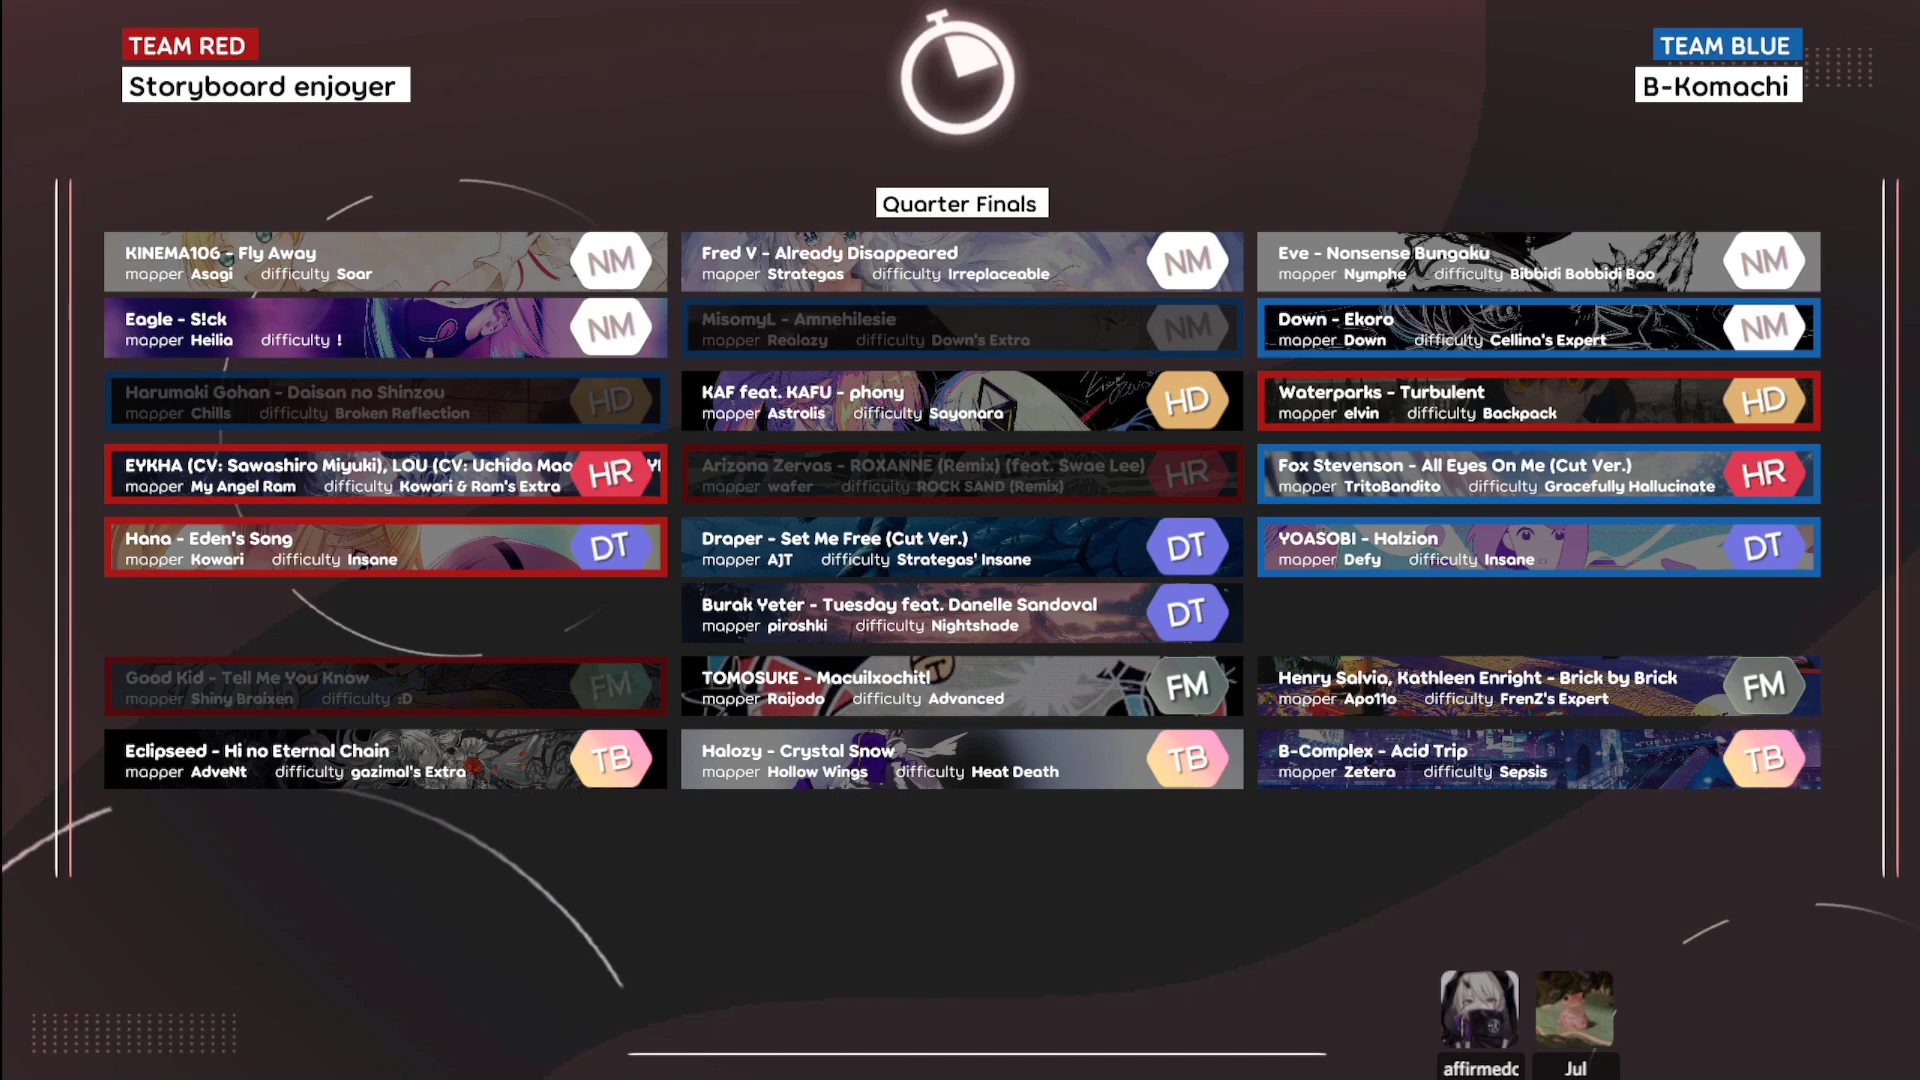 TEAM RED
Storyboard enjoyer
TEAM BLUE
B-Komachi
Quarter Finals
KINEMA106 - Fly Away
mapper Asagi difficulty Soar
NM
Fred V - Already Disappeared
mapper Strategas difficulty Irreplaceable
NM
Eve - Nonsense Bungaku
mapper Nymphe difficulty Bibbidi Bobbidi Boo
NM
Eagle - S!ck
mapper Heilia difficulty !
NM
MisomyL - Amnehilesie
mapper Realazy difficulty Down's Extra
NM
Down - Ekoro
mapper Down difficulty Cellina's Expert
NM
Harumaki Gohan - Daisan no Shinzou
mapper Chills difficulty Broken Reflection
HD
KAF feat. KAFU - phony
mapper Astrolis difficulty Sayonara
HD
Waterparks - Turbulent
mapper elvin difficulty Backpack
HD
EYKHA (CV: Sawashiro Miyuki), LOU (CV: Uchida Mao
mapper My Angel Ram difficulty Kowari & Ram's Extra
HR
Arizona Zervas - ROXANNE (Remix) (feat. Swae Lee)
mapper wafer difficulty ROCK SAND (Remix)
HR
Fox Stevenson - All Eyes On Me (Cut Ver.)
mapper TritoBandito difficulty Gracefully Hallucinate
HR
Hana - Eden's Song
mapper Kowari difficulty Insane
DT
Draper - Set Me Free (Cut Ver.)
mapper AJT difficulty Strategas' Insane
DT
YOASOBI - Halzion
mapper Defy difficulty Insane
DT
Burak Yeter - Tuesday feat. Danelle Sandoval
mapper piroshki difficulty Nightshade
DT
Good Kid - Tell Me You Know
mapper Shiny Braixen difficulty :D
FM
TOMOSUKE - Macuilxochitl
mapper Raijodo difficulty Advanced
FM
Henry Salvia, Kathleen Enright - Brick by Brick
mapper Apo11o difficulty FrenZ's Expert
FM
Eclipseed - Hi no Eternal Chain
mapper AdveNt difficulty gazimal's Extra
TB
Halozy - Crystal Snow
mapper Hollow Wings difficulty Heat Death
TB
B-Complex - Acid Trip
mapper Zetera difficulty Sepsis
TB
affirmedc
Jul